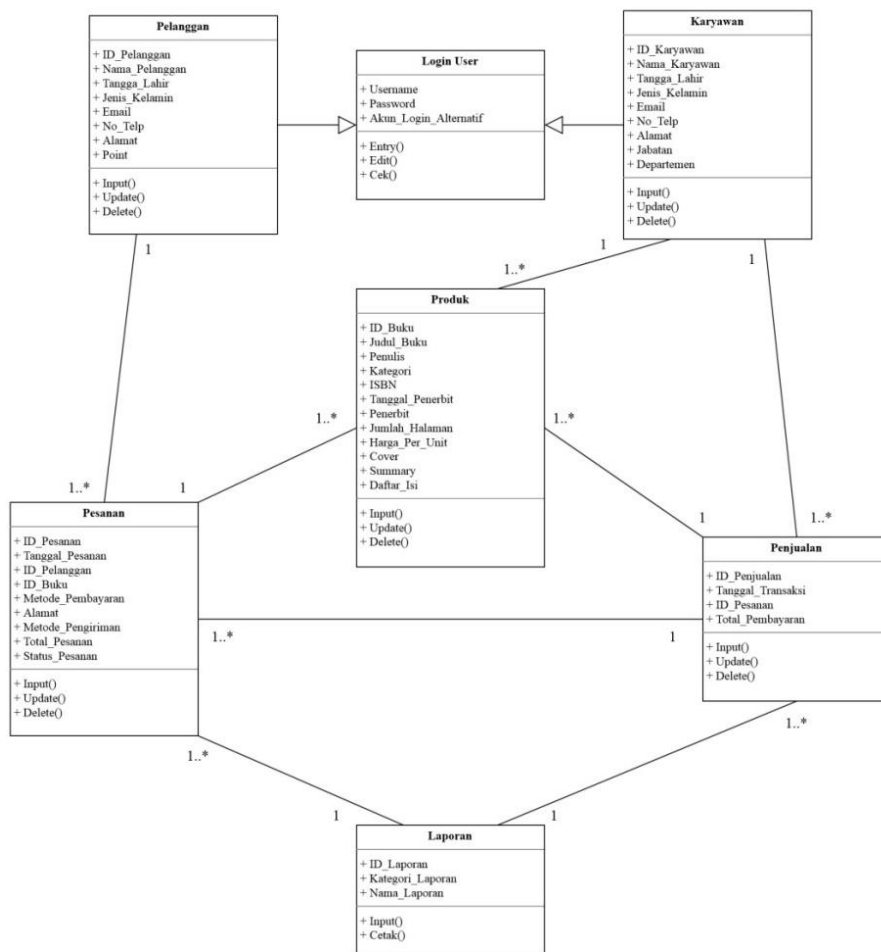 Pelanggan
+ ID_Pelanggan
+ Nama_Pelanggan
+ Tangga_Lahir
+ Jenis_Kelamin
+ Email
+ No_Telp
+ Alamat
+ Point
+ Input()
+ Update()
+ Delete()
Login User
+ Username
+ Password
+ Akun_Login_Alternatif
+ Entry()
+ Edit()
+ Cek()
Karyawan
+ ID_Karyawan
+ Nama_Karyawan
+ Tangga_Lahir
+ Jenis_Kelamin
+ Email
+ No_Telp
+ Alamat
+ Jabatan
+ Departemen
+ Input()
+ Update()
+ Delete()
1
1
1
1..*
Produk
+ ID_Buku
+ Judul_Buku
+ Penulis
+ Kategori
+ ISBN
+ Tanggal_Penerbit
+ Penerbit
+ Jumlah_Halaman
+ Harga_Per_Unit
+ Cover
+ Summary
+ Daftar_Isi
+ Input()
+ Update()
+ Delete()
1..*
1..*
1..*
1
1
1..*
Pesanan
+ ID_Pesanan
+ Tanggal_Pesanan
+ ID_Pelanggan
+ ID_Buku
+ Metode_Pembayaran
+ Alamat
+ Metode_Pengiriman
+ Total_Pesanan
+ Status_Pesanan
+ Input()
+ Update()
+ Delete()
Penjualan
+ ID_Penjualan
+ Tanggal_Transaksi
+ ID_Pesanan
+ Total_Pembayaran
+ Input()
+ Update()
+ Delete()
1..*
1
1..*
1..*
1
1
Laporan
+ ID_Laporan
+ Kategori_Laporan
+ Nama_Laporan
+ Input()
+ Cetak()